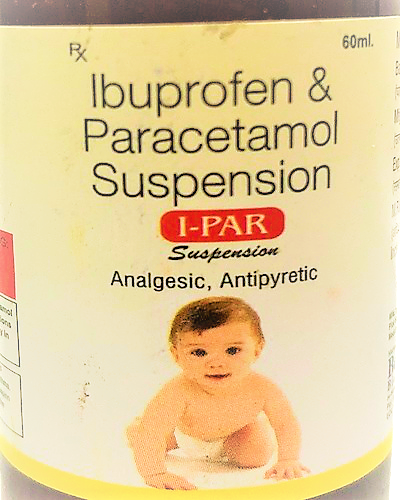 Rx 60ml.
Ibuprofen &
Paracetamol
Suspension
I-PAR
Suspension
Analgesic, Antipyretic